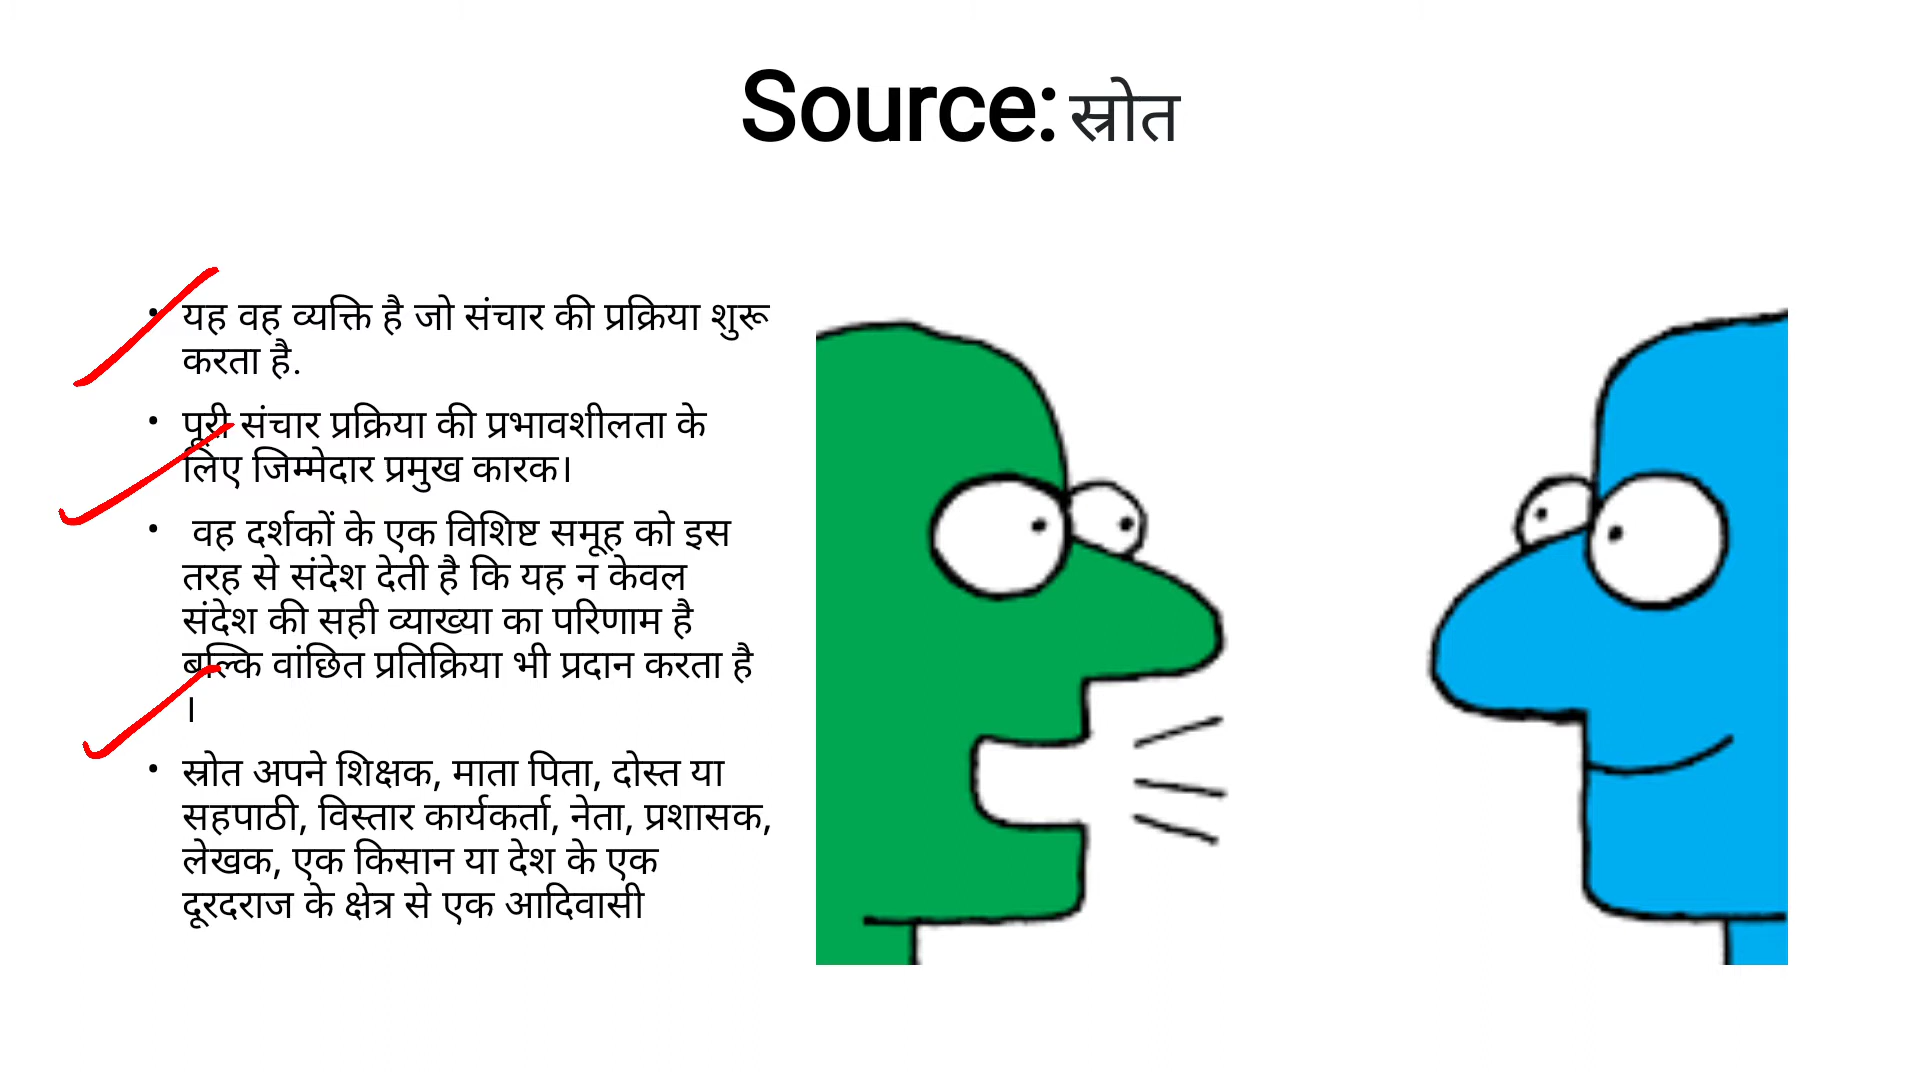 Source: स्रोत
• यह वह व्यक्ति है जो संचार की प्रक्रिया शुरू
करता है.
• पूरी संचार प्रक्रिया की प्रभावशीलता के
लिए जिम्मेदार प्रमुख कारक।
• वह दर्शकों के एक विशिष्ट समूह को इस
तरह से संदेश देती है कि यह न केवल
संदेश की सही व्याख्या का परिणाम है
बल्कि वांछित प्रतिक्रिया भी प्रदान करता है
।
• स्रोत अपने शिक्षक, माता पिता, दोस्त या
सहपाठी, विस्तार कार्यकर्ता, नेता, प्रशासक,
लेखक, एक किसान या देश के एक
दूरदराज के क्षेत्र से एक आदिवासी